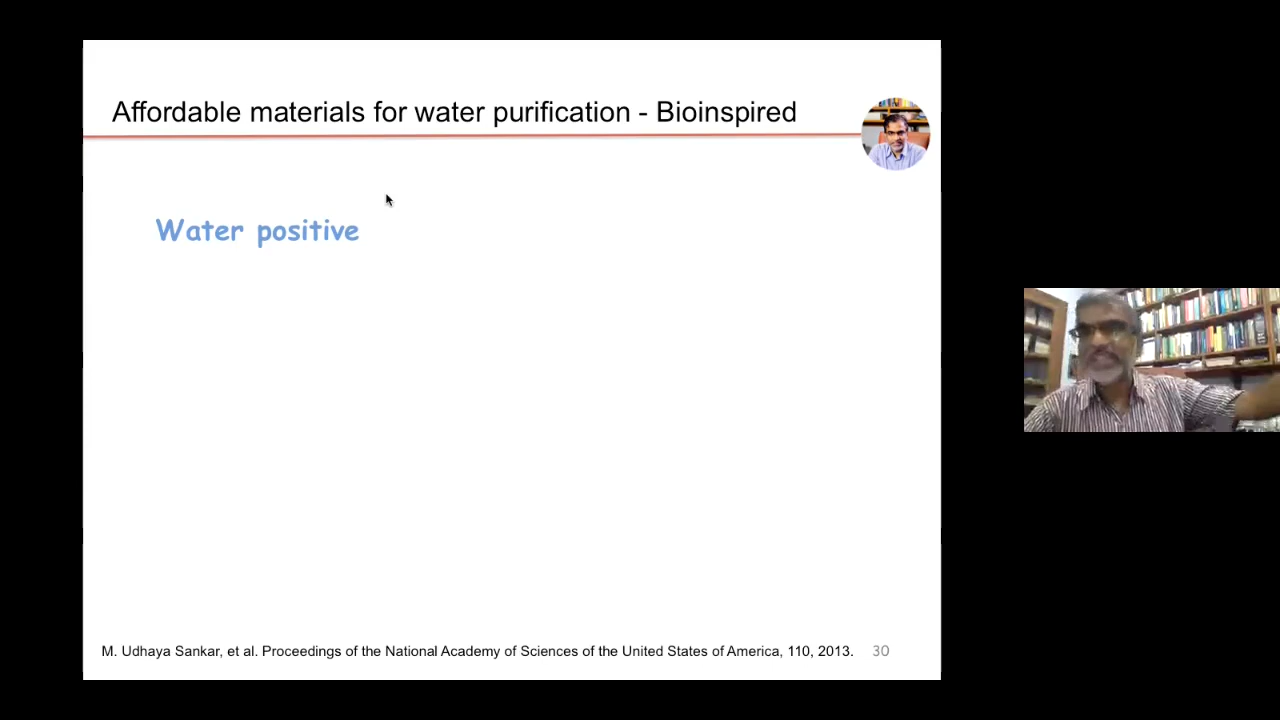 Affordable materials for water purification - Bioinspired
Water positive
M. Udhaya Sankar, et al. Proceedings of the National Academy of Sciences of the United States of America, 110, 2013.
30